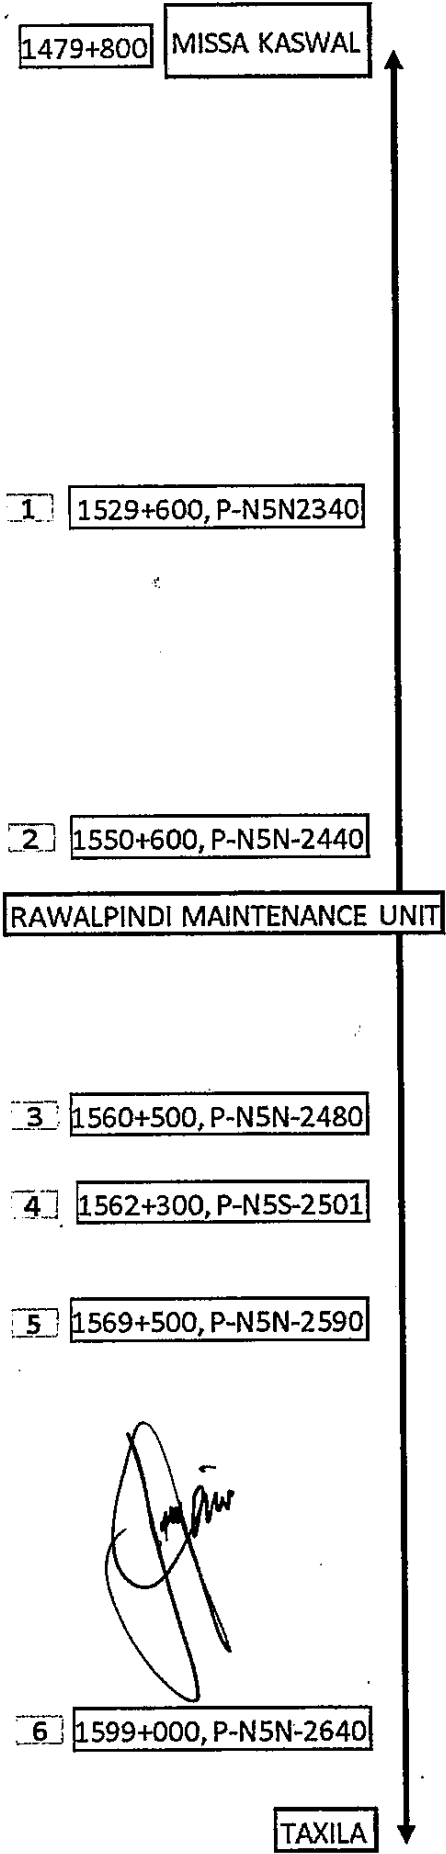 1479+800 MISSA KASWAL
1 1529+600, P-N5N2340
2 1550+600, P-N5N-2440
RAWALPINDI MAINTENANCE UNIT
3 1560+500, P-N5N-2480
4 1562+300, P-N5S-2501
5 1569+500, P-N5N-2590
6 1599+000, P-N5N-2640
TAXILA